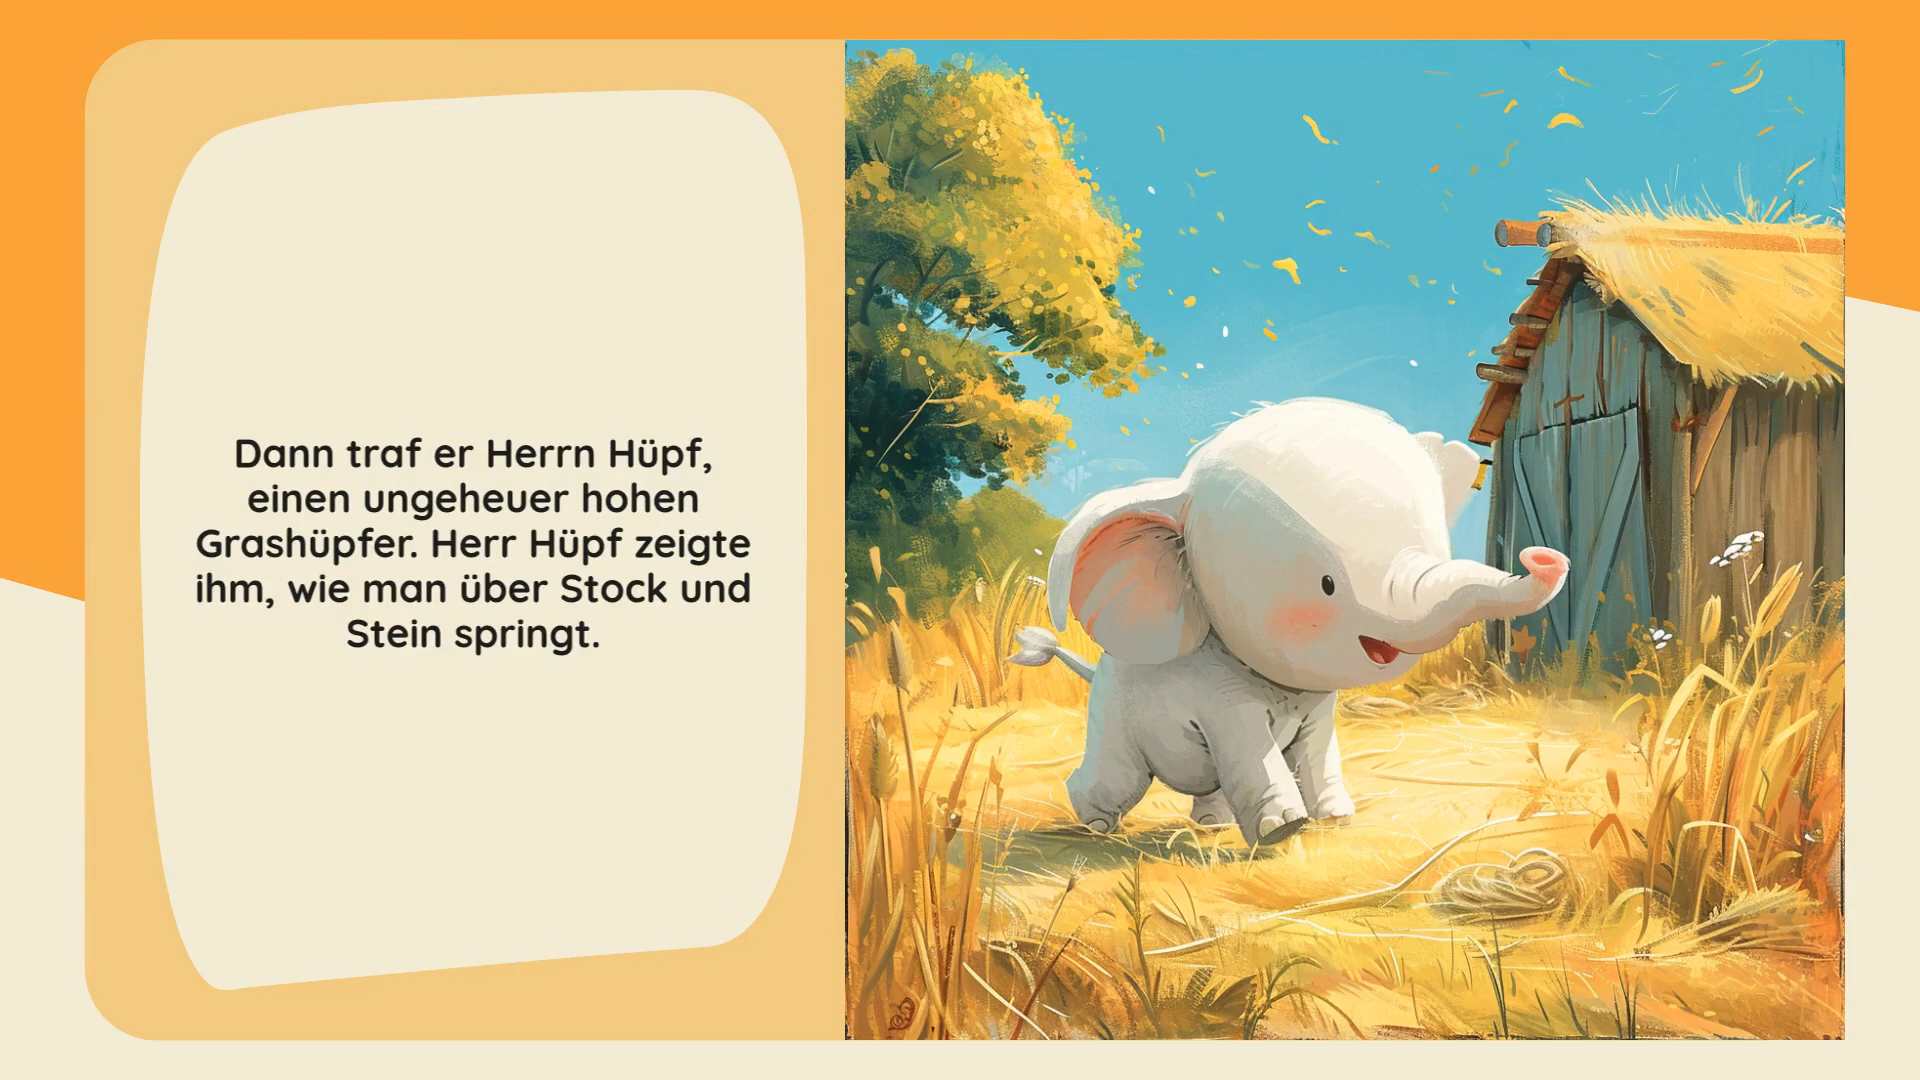 Dann traf er Herrn Hüpf,
einen ungeheuer hohen
Grashüpfer. Herr Hüpf zeigte
ihm, wie man über Stock und
Stein springt.